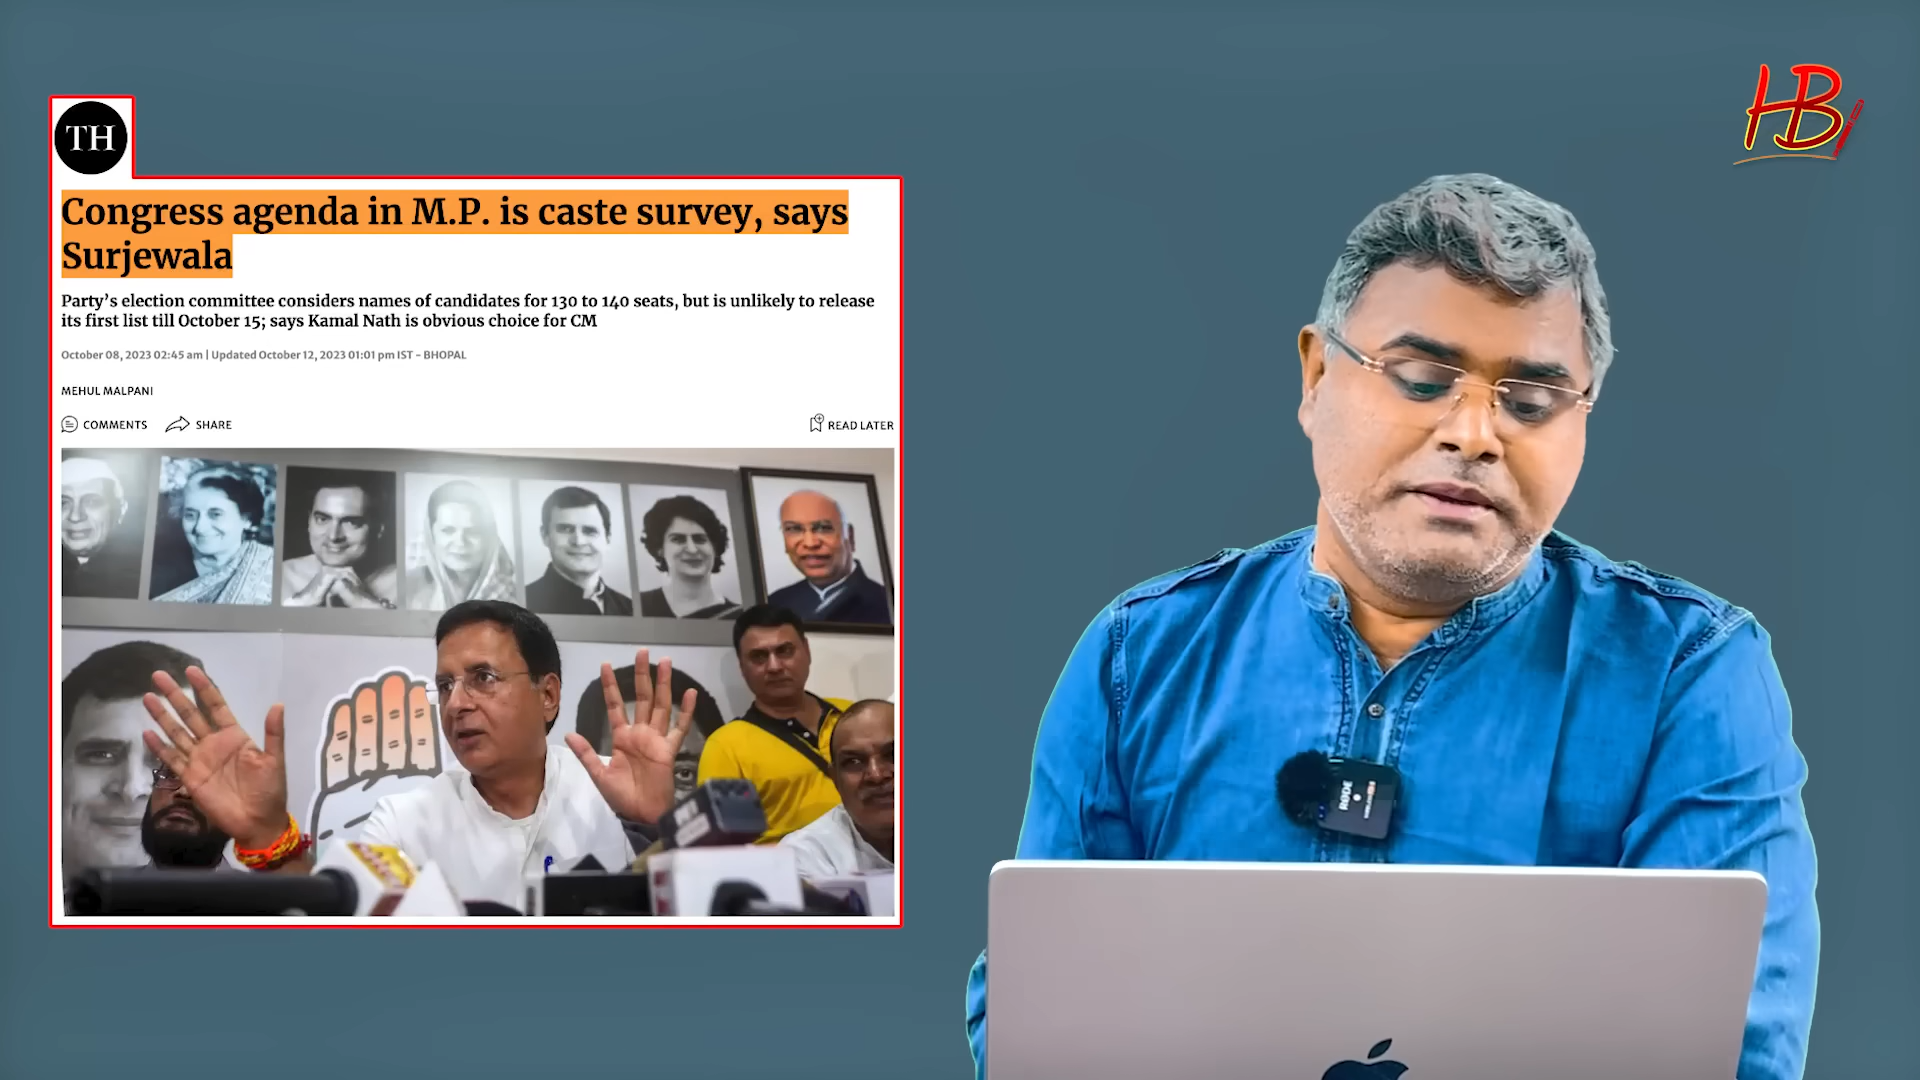 HB
TH
Congress agenda in M.P. is caste survey, says
Surjewala
Party's election committee considers names of candidates for 130 to 140 seats, but is unlikely to release
its first list till October 15; says Kamal Nath is obvious choice for CM
October 08, 2023 02:45 am | Updated October 12, 2023 01:01 pm IST - BHOPAL
MEHUL MALPANI
COMMENTS SHARE READ LATER
RODE